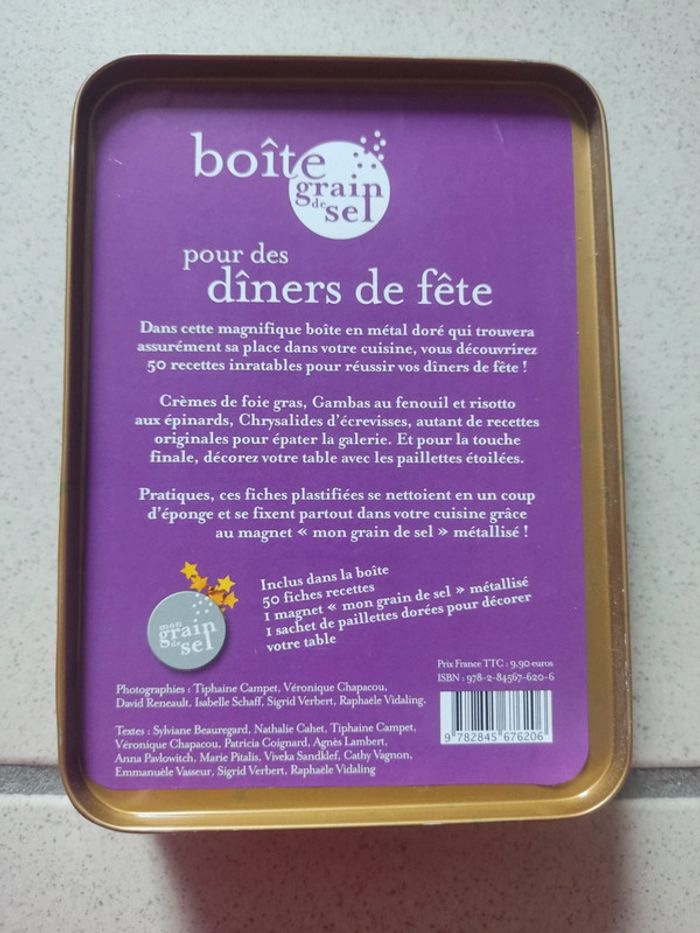 boîte
grain
de sel
pour des
dîners de fête
Dans cette magnifique boîte en métal doré qui trouvera
assurément sa place dans votre cuisine, vous découvrirez
50 recettes inratables pour réussir vos dîners de fête !
Crèmes de foie gras, Gambas au fenouil et risotto
aux épinards, Chrysalides d'écrevisses, autant de recettes
originales pour épater la galerie. Et pour la touche
finale, décorez votre table avec les paillettes étoilées.
Pratiques, ces fiches plastifiées se nettoient en un coup
d'éponge et se fixent partout dans votre cuisine grâce
au magnet « mon grain de sel » métallisé !
Inclus dans la boîte
50 fiches recettes
1 magnet « mon grain de sel » métallisé
1 sachet de paillettes dorées pour décorer
votre table
mon
grain
de sel
Prix France TTC : 9,90 euros
ISBN : 978-2-84567-620-6
Photographies : Tiphaine Campet, Véronique Chapacou,
David Reneault, Isabelle Schaff, Sigrid Verbert, Raphaële Vidaling.
Textes : Sylviane Beauregard, Nathalie Cahet, Tiphaine Campet,
Véronique Chapacou, Patricia Coignard, Agnès Lambert,
Anna Pavlowitch, Marie Pitalis, Viveka Sandklef, Cathy Vagnon,
Emmanuèle Vasseur, Sigrid Verbert, Raphaële Vidaling
9 782845 676206